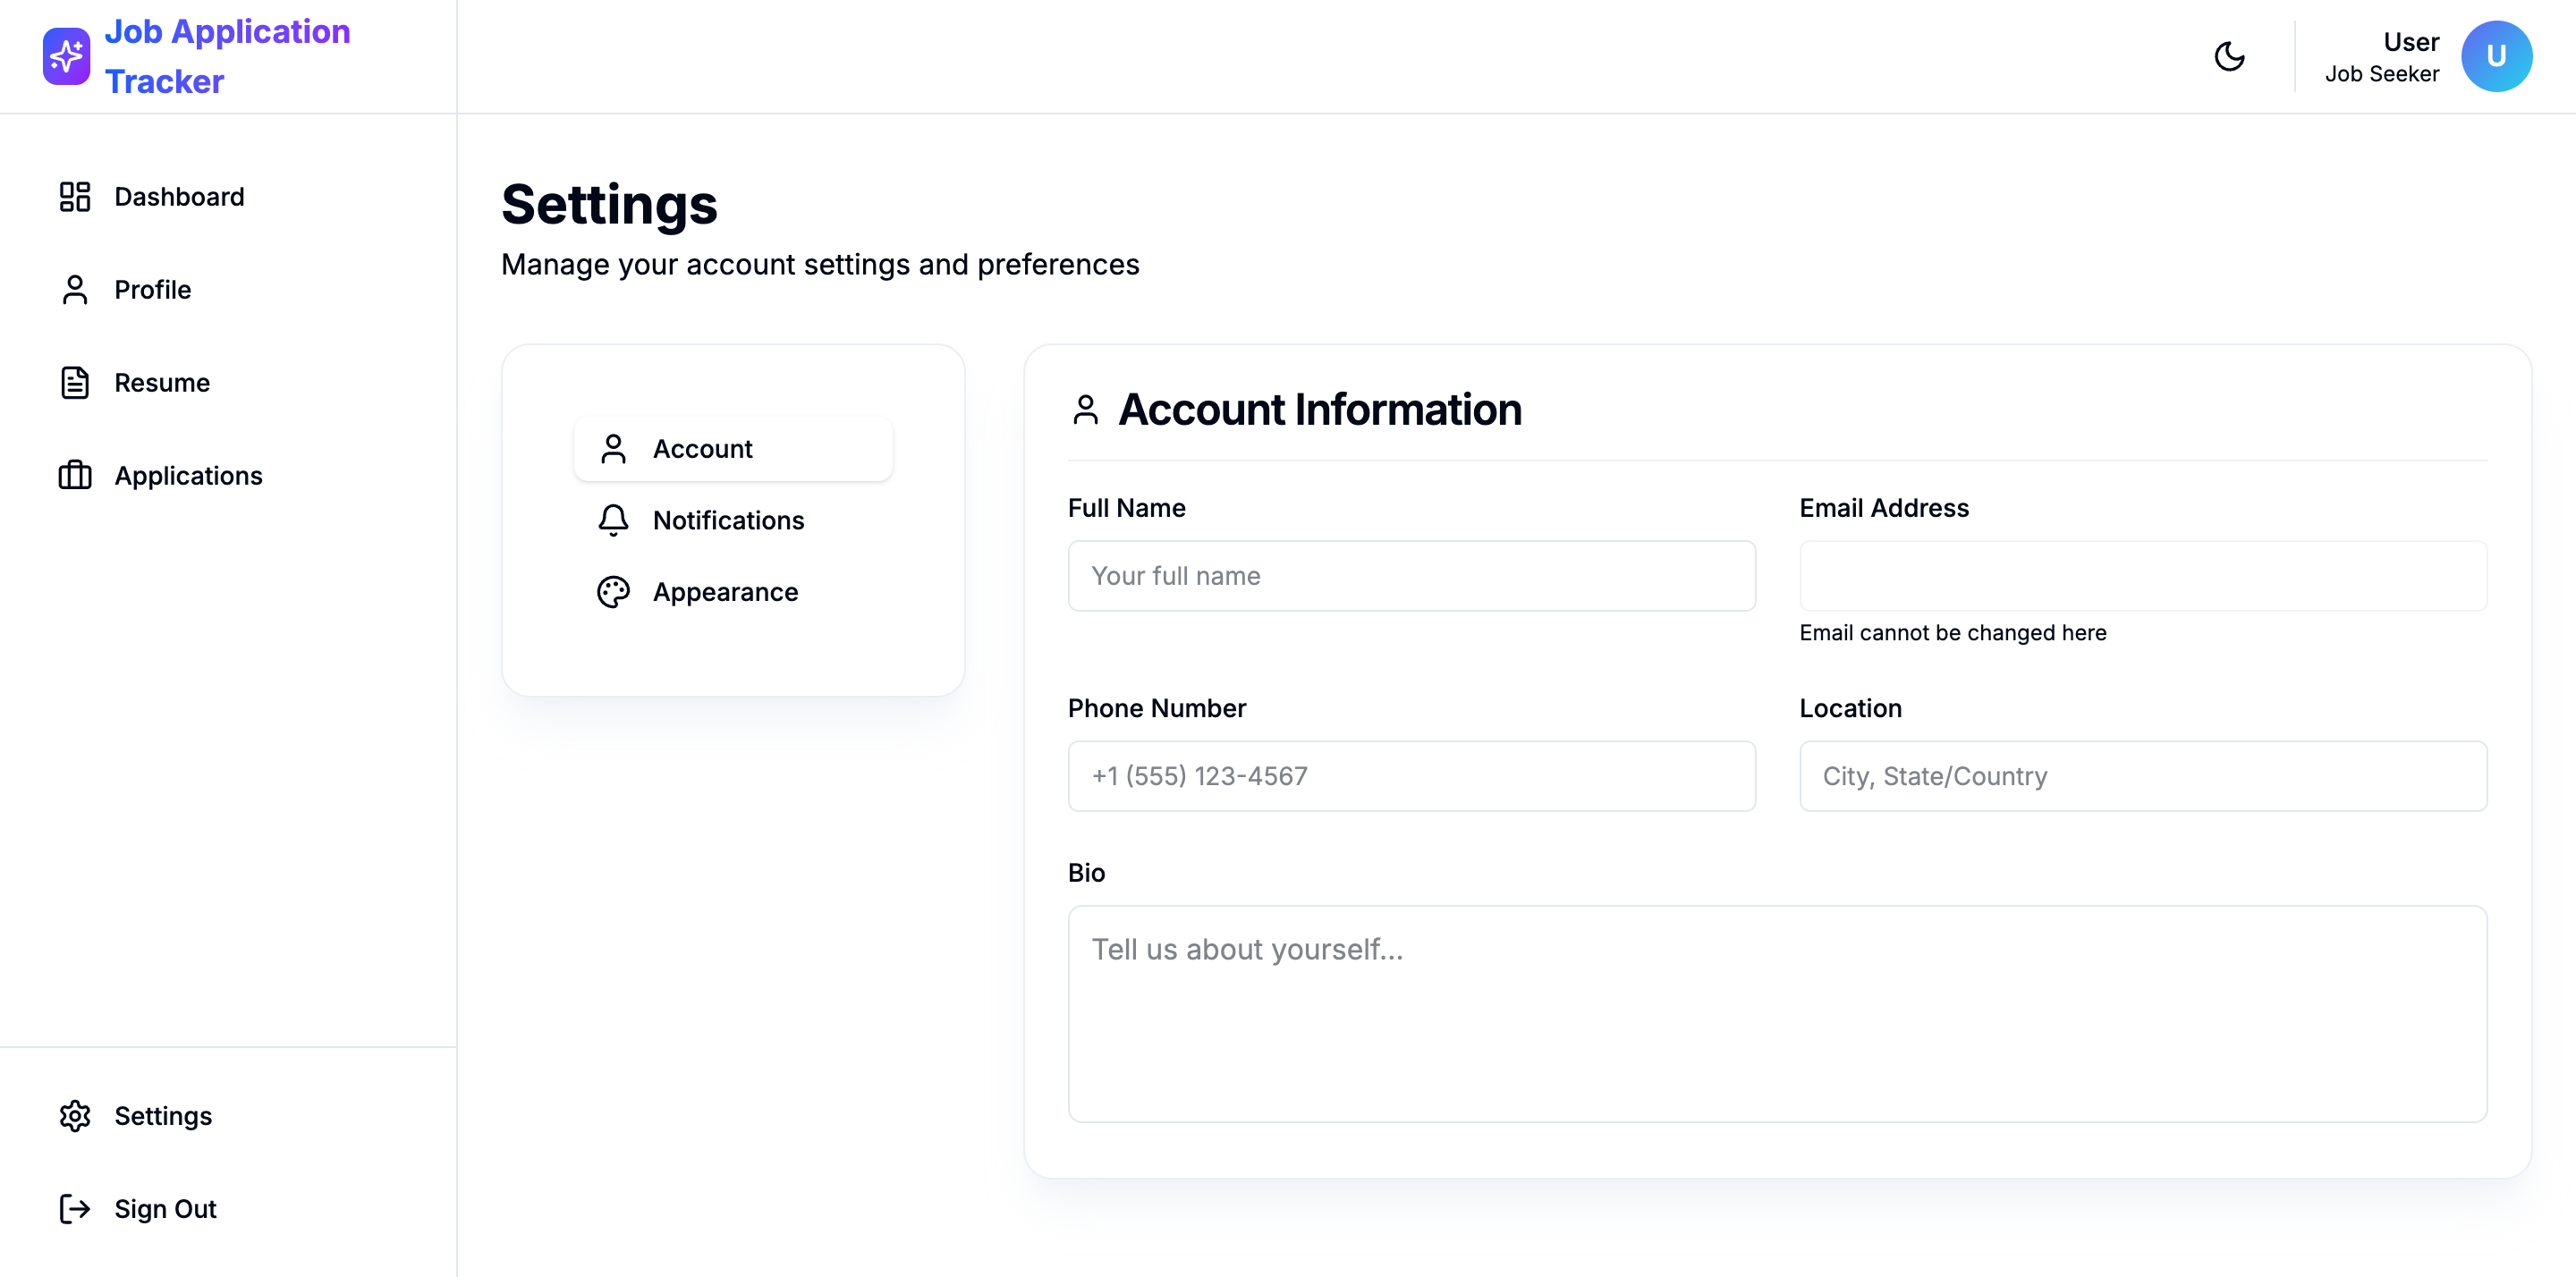 Job Application
Tracker
User
Job Seeker
U
Dashboard
Profile
Resume
Applications
Settings
Sign Out
Settings
Manage your account settings and preferences
Account
Notifications
Appearance
Account Information
Full Name
Your full name
Email Address
Email cannot be changed here
Phone Number
+1 (555) 123-4567
Location
City, State/Country
Bio
Tell us about yourself...